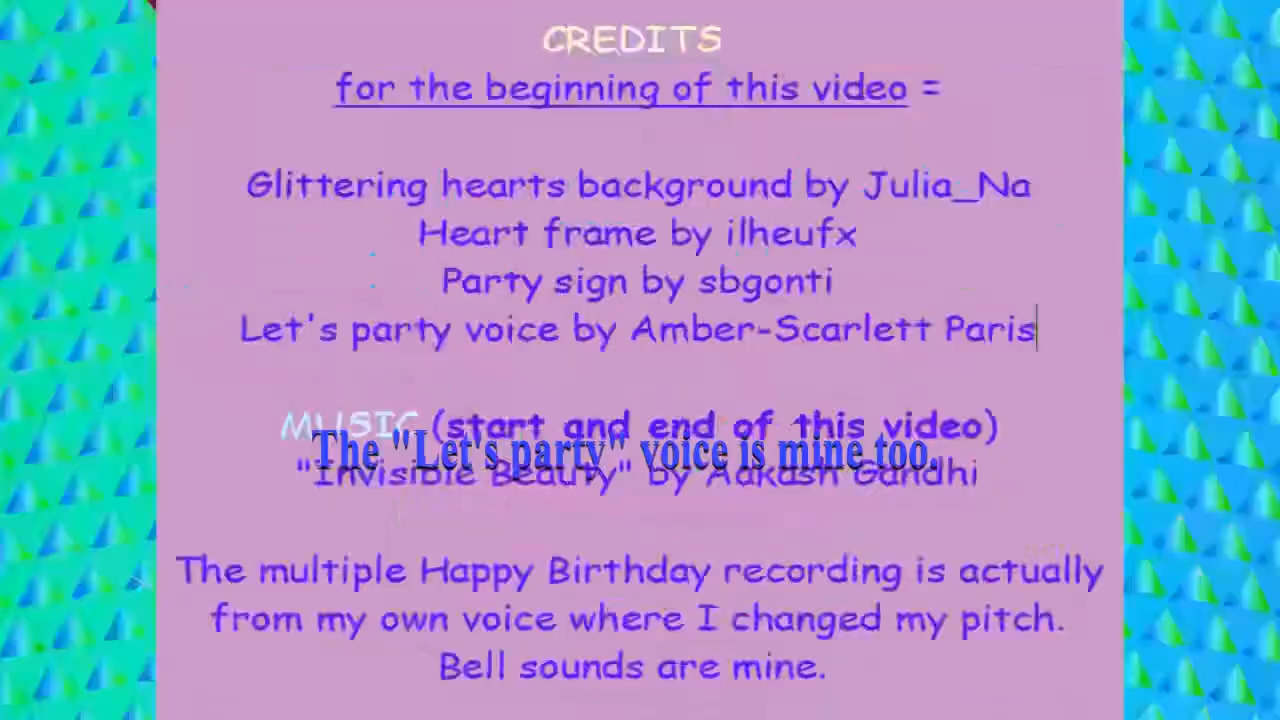 CREDITS
for the beginning of this video =
Glittering hearts background by Julia_Na
Heart frame by ilheufx
Party sign by sbgonti
Let's party voice by Amber-Scarlett Paris
MUSIC (start and end of this video)
The "Let's party" voice is mine too.
"Invisible Beauty" by Aakash Gandhi
The multiple Happy Birthday recording is actually
from my own voice where I changed my pitch.
Bell sounds are mine.